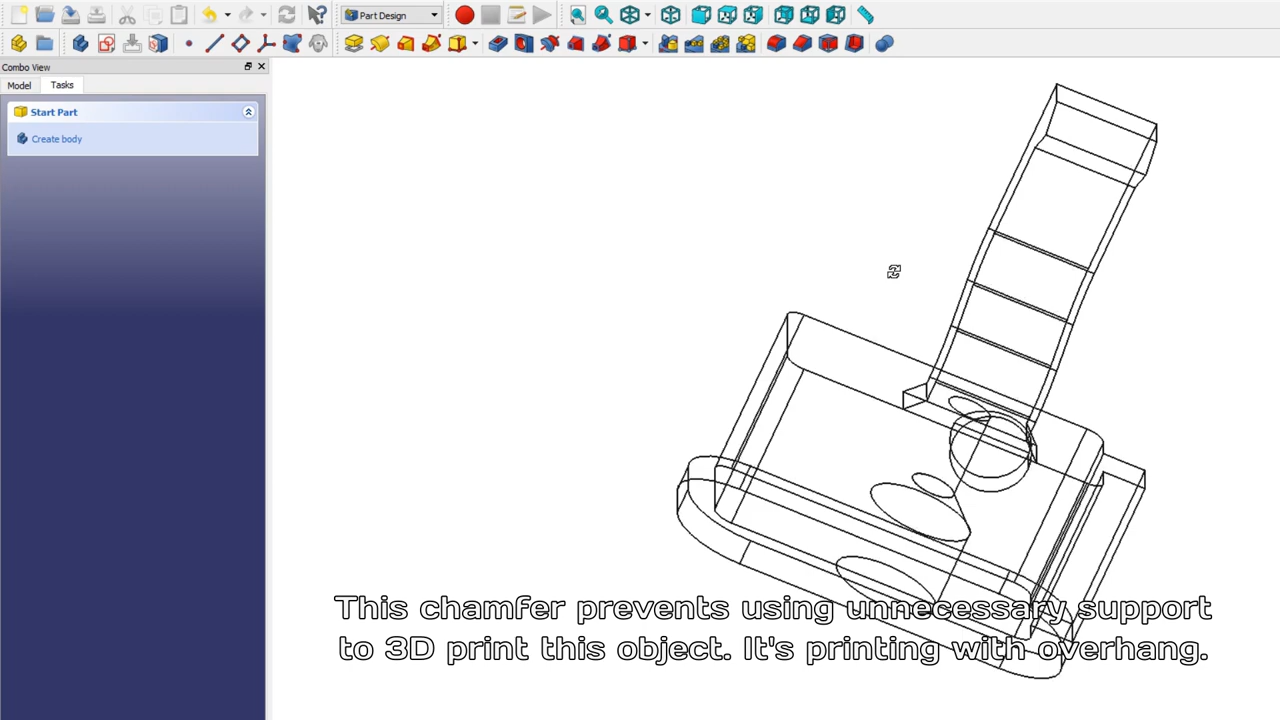 Part Design
Combo View
Model
Tasks
Start Part
Create body
This chamfer prevents using unnecessary support
to 3D print this object. It's printing with overhang.